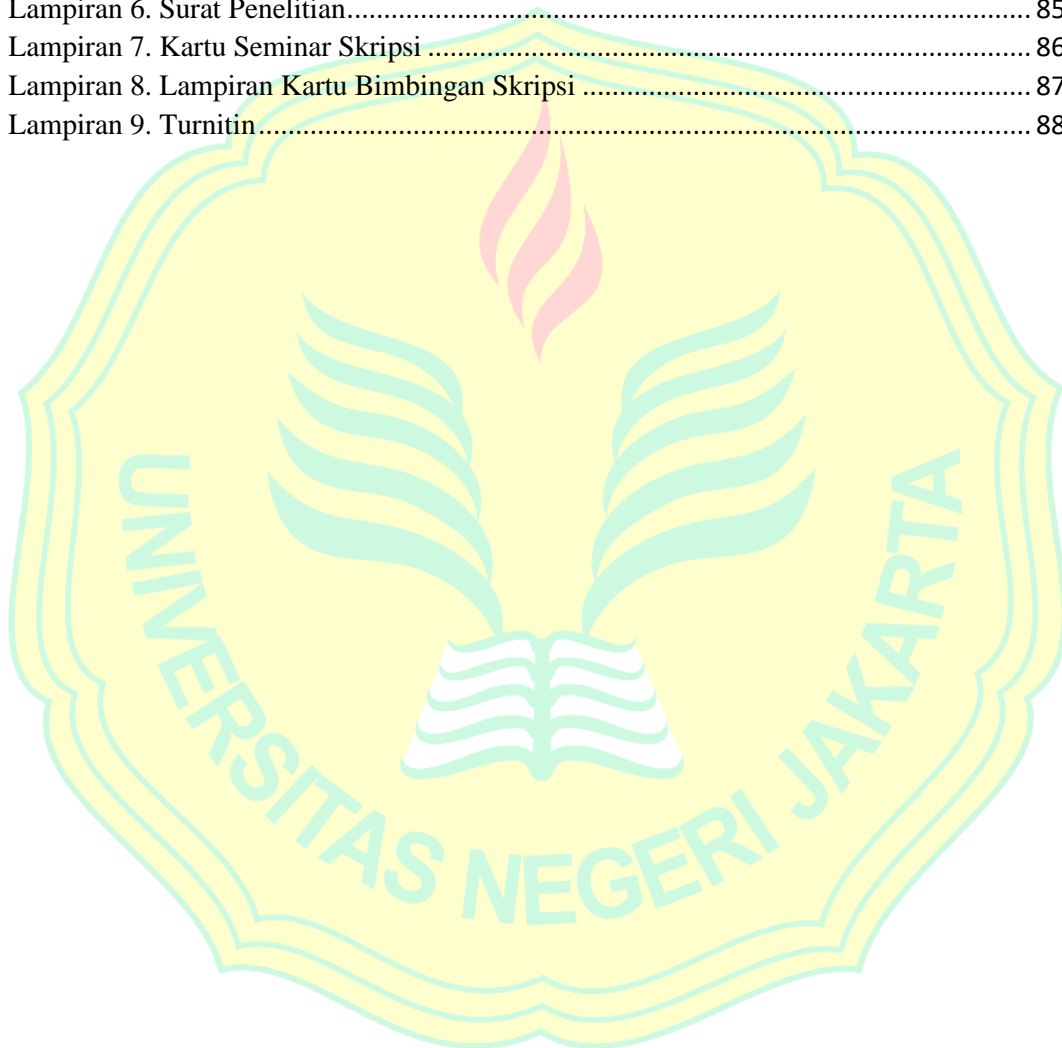 Lampiran 6. Surat Penelitian........................................................................................................ 85
Lampiran 7. Kartu Seminar Skripsi ............................................................................................. 86
Lampiran 8. Lampiran Kartu Bimbingan Skripsi ......................................................................... 87
Lampiran 9. Turnitin.................................................................................................................... 88
UNIVERSITAS NEGERI JAKARTA